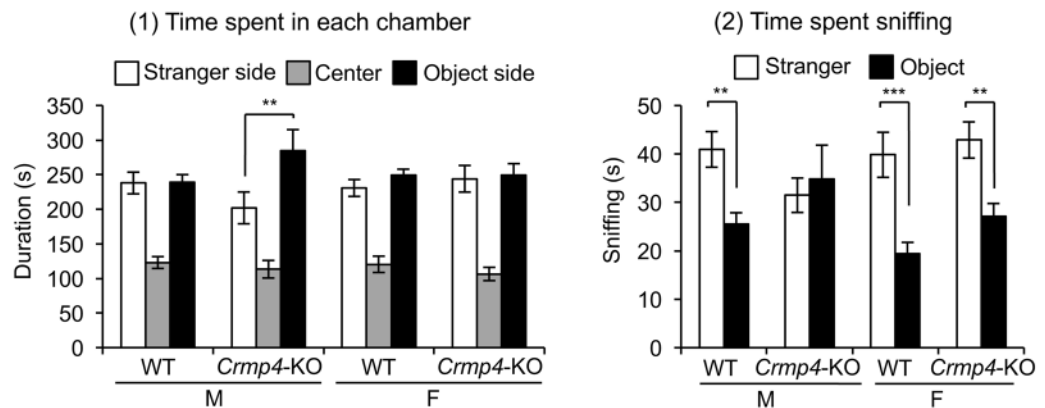 (1) Time spent in each chamber
Stranger side Center Object side
Duration (s)
350
300
250
200
150
100
50
0
**
WT Crmp4-KO WT Crmp4-KO
M F
(2) Time spent sniffing
Stranger Object
Sniffing (s)
50
40
30
20
10
0
** *** **
WT Crmp4-KO WT Crmp4-KO
M F